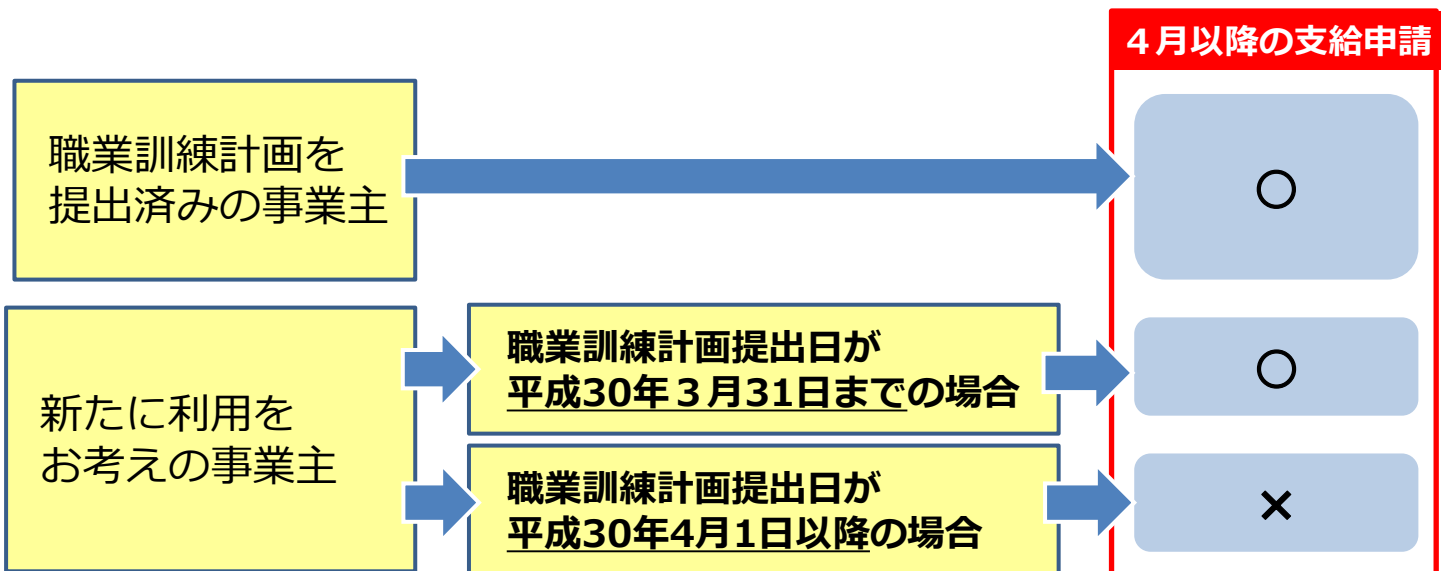 ４月以降の支給申請
職業訓練計画を
提出済みの事業主
○
新たに利用を
お考えの事業主
職業訓練計画提出日が
平成30年３月31日までの場合
○
職業訓練計画提出日が
平成30年4月1日以降の場合
×